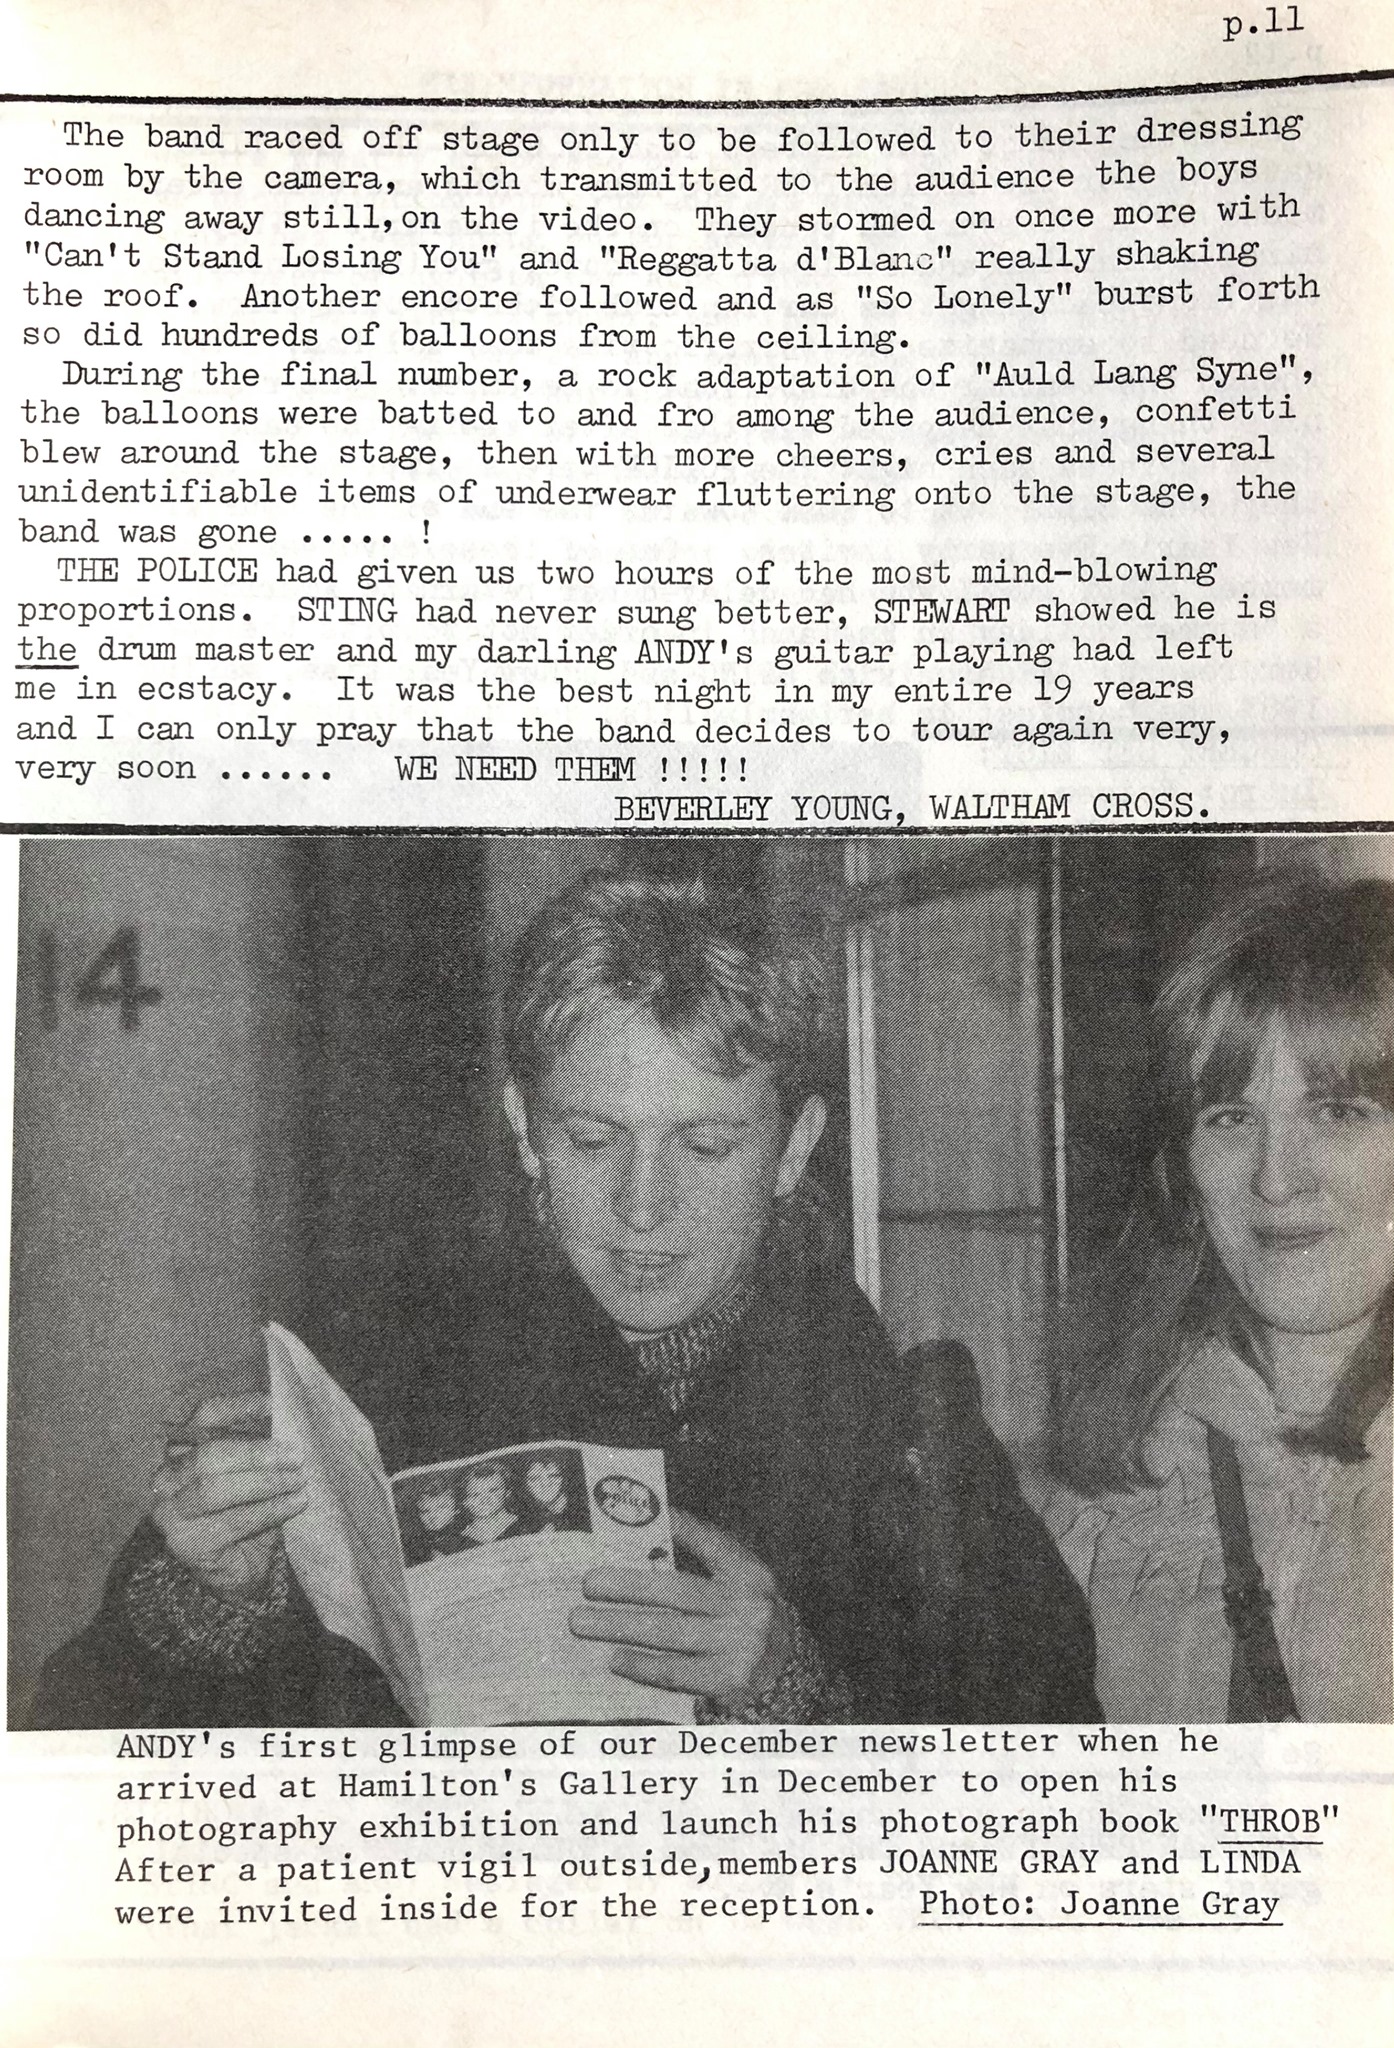 p.11
The band raced off stage only to be followed to their dressing
room by the camera, which transmitted to the audience the boys
dancing away still, on the video. They stormed on once more with
"Can't Stand Losing You" and "Reggatta d'Blanc" really shaking
the roof. Another encore followed and as "So Lonely" burst forth
so did hundreds of balloons from the ceiling.
During the final number, a rock adaptation of "Auld Lang Syne",
the balloons were batted to and fro among the audience, confetti
blew around the stage, then with more cheers, cries and several
unidentifiable items of underwear fluttering onto the stage, the
band was gone ..... !
THE POLICE had given us two hours of the most mind-blowing
proportions. STING had never sung better, STEWART showed he is
the drum master and my darling ANDY's guitar playing had left
me in ecstacy. It was the best night in my entire 19 years
and I can only pray that the band decides to tour again very,
very soon ...... WE NEED THEM !!!!!
BEVERLEY YOUNG, WALTHAM CROSS.
14
POLICE
ANDY's first glimpse of our December newsletter when he
arrived at Hamilton's Gallery in December to open his
photography exhibition and launch his photograph book "THROB"
After a patient vigil outside, members JOANNE GRAY and LINDA
were invited inside for the reception. Photo: Joanne Gray